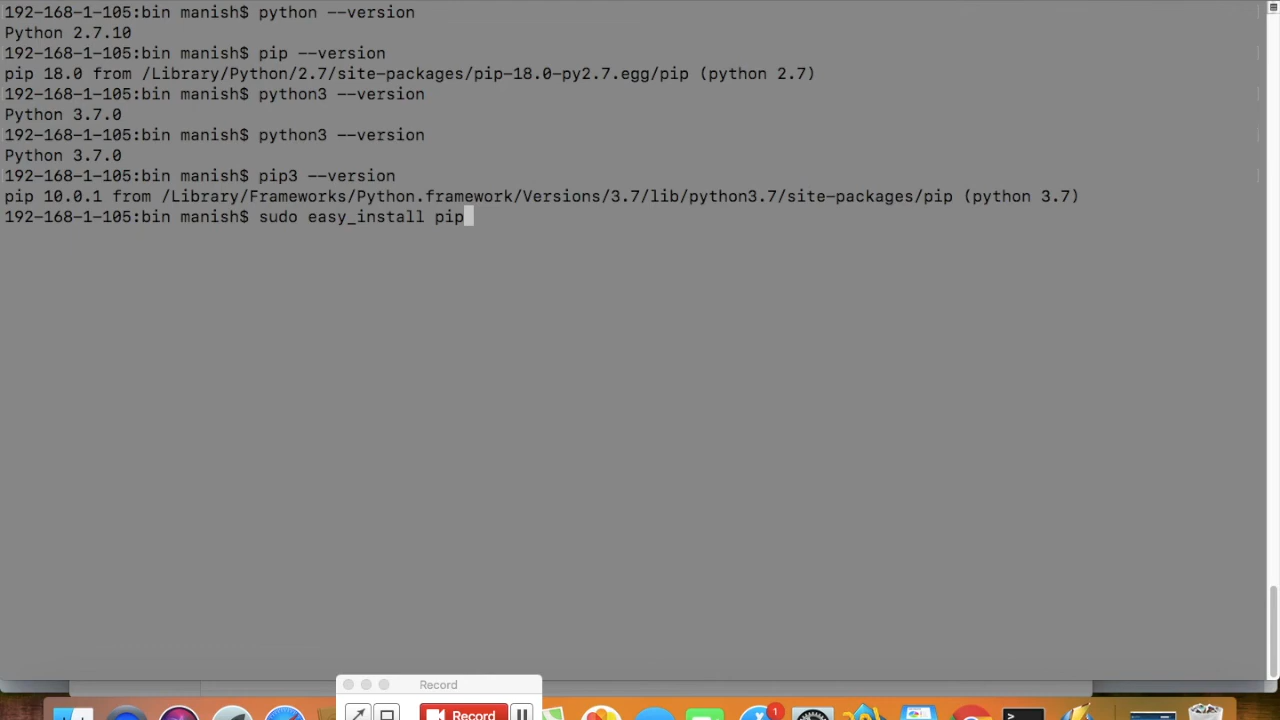 192-168-1-105:bin manish$ python --version
Python 2.7.10
192-168-1-105:bin manish$ pip --version
pip 18.0 from /Library/Python/2.7/site-packages/pip-18.0-py2.7.egg/pip (python 2.7)
192-168-1-105:bin manish$ python3 --version
Python 3.7.0
192-168-1-105:bin manish$ python3 --version
Python 3.7.0
192-168-1-105:bin manish$ pip3 --version
pip 10.0.1 from /Library/Frameworks/Python.framework/Versions/3.7/lib/python3.7/site-packages/pip (python 3.7)
192-168-1-105:bin manish$ sudo easy_install pip
Record
Record
1